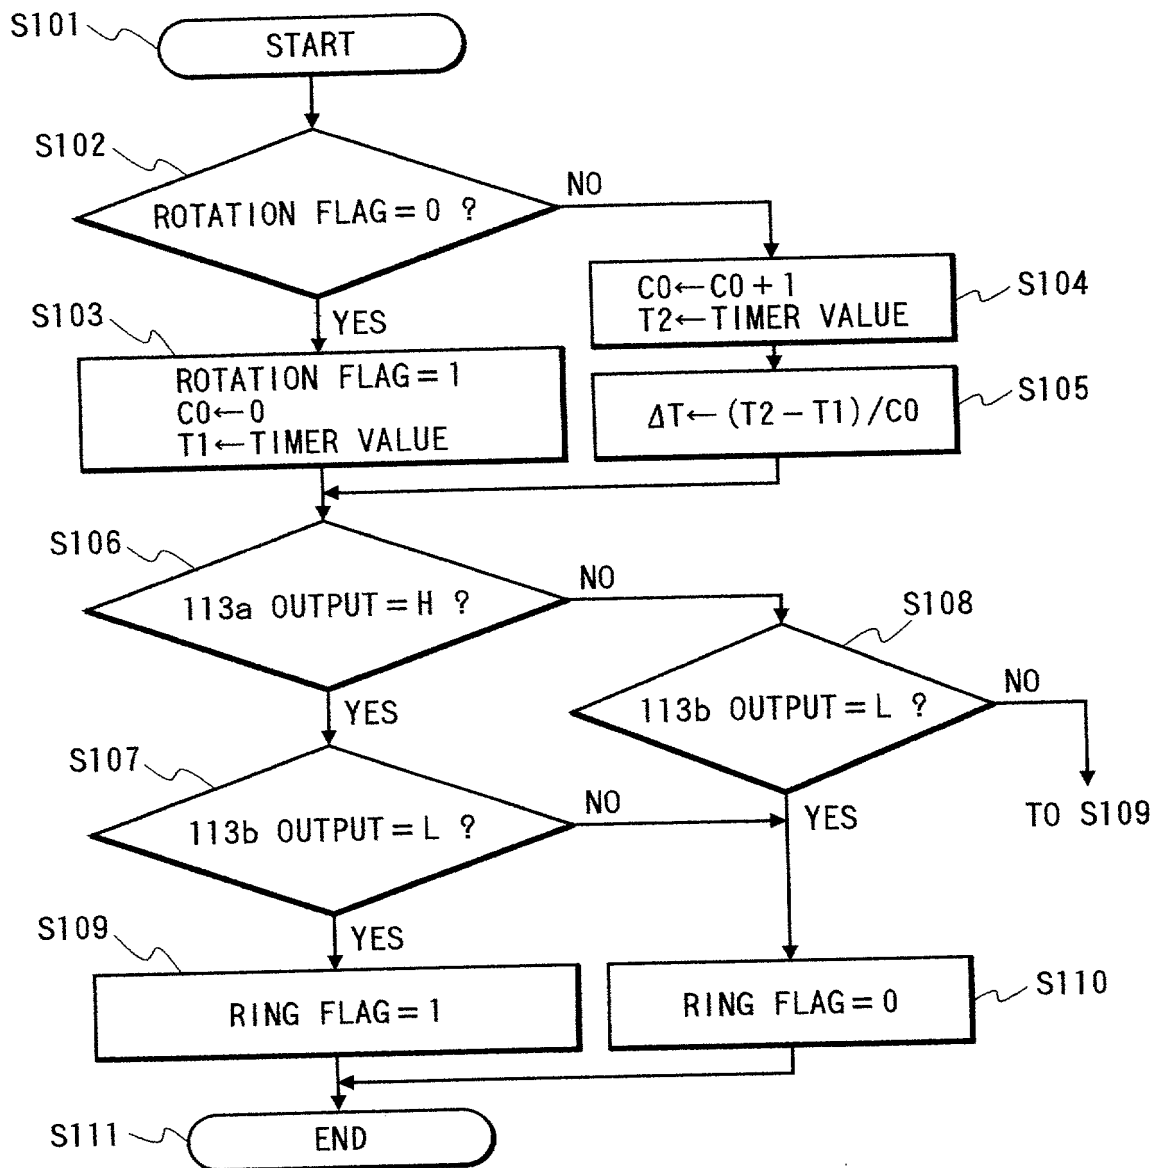 S101
START
S102
ROTATION FLAG=0 ?
NO
S103
YES
C0←C0+1
T2←TIMER VALUE
S104
ROTATION FLAG=1
C0←0
T1←TIMER VALUE
ΔT←(T2-T1)/C0
S105
S106
113a OUTPUT=H ?
NO
S108
YES
113b OUTPUT=L ?
NO
S107
113b OUTPUT=L ?
NO
YES
TO S109
S109
YES
RING FLAG=1
RING FLAG=0
S110
S111
END